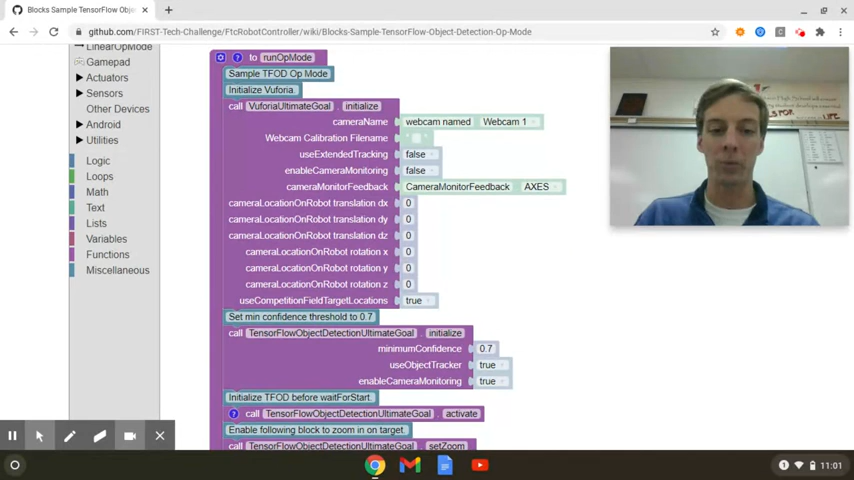 Blocks Sample TensorFlow Obje
github.com/FIRST-Tech-Challenge/FtcRobotController/wiki/Blocks-Sample-TensorFlow-Object-Detection-Op-Mode
LinearOpMode
Gamepad
Actuators
Sensors
Other Devices
Android
Utilities
Logic
Loops
Math
Text
Lists
Variables
Functions
Miscellaneous
to runOpMode
Sample TFOD Op Mode
Initialize Vuforia.
call VuforiaUltimateGoal . initialize
cameraName webcam named Webcam 1
Webcam Calibration Filename " "
useExtendedTracking false
enableCameraMonitoring false
cameraMonitorFeedback CameraMonitorFeedback AXES
cameraLocationOnRobot translation dx 0
cameraLocationOnRobot translation dy 0
cameraLocationOnRobot translation dz 0
cameraLocationOnRobot rotation x 0
cameraLocationOnRobot rotation y 0
cameraLocationOnRobot rotation z 0
useCompetitionFieldTargetLocations true
Set min confidence threshold to 0.7
call TensorFlowObjectDetectionUltimateGoal . initialize
minimumConfidence 0.7
useObjectTracker true
enableCameraMonitoring true
Initialize TFOD before waitForStart.
call TensorFlowObjectDetectionUltimateGoal . activate
Enable following block to zoom in on target.
call TensorFlowObjectDetectionUltimateGoal . setZoom
1 11:01